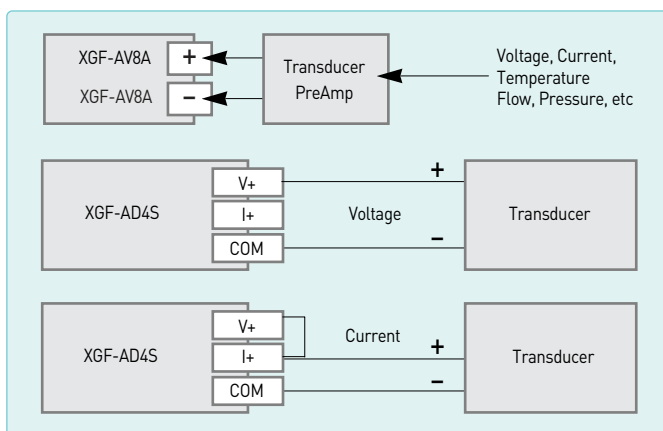 XGF-AV8A
XGF-AV8A
+
−
Transducer
PreAmp
Voltage, Current,
Temperature
Flow, Pressure, etc
XGF-AD4S
V+
I+
COM
Voltage
+
−
Transducer
XGF-AD4S
V+
I+
COM
Current
+
−
Transducer